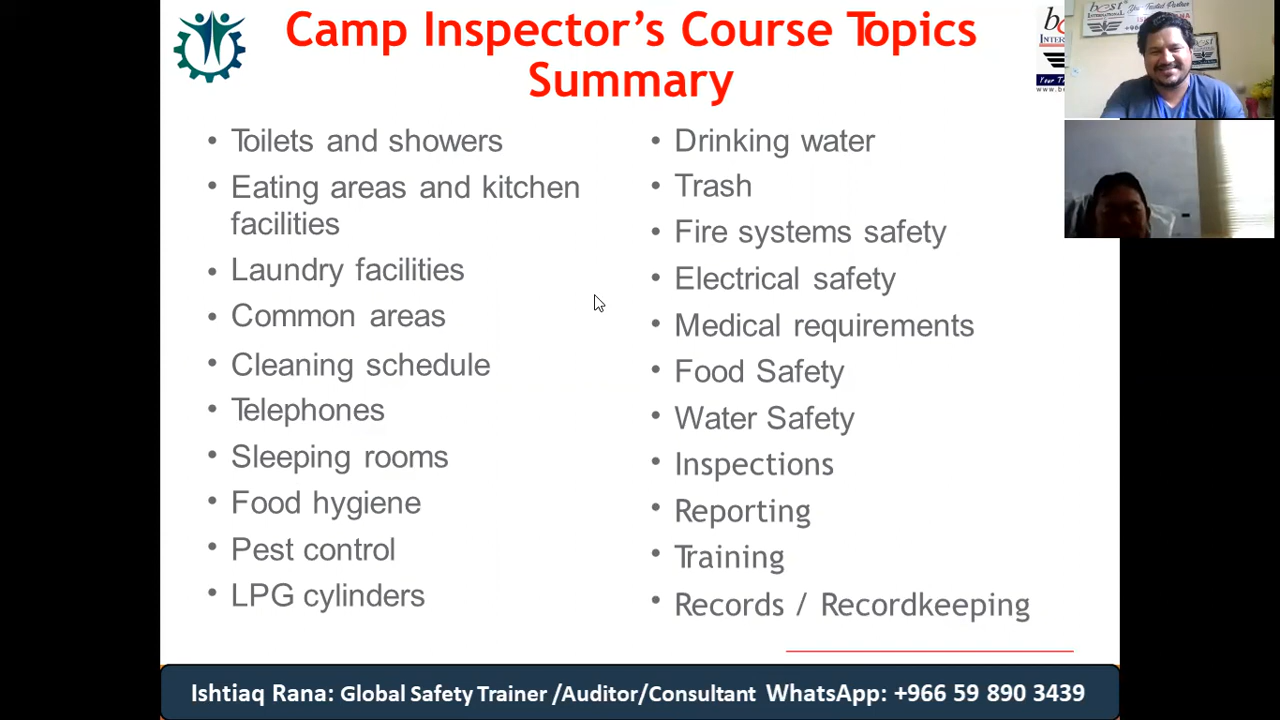 Camp Inspector's Course Topics
Summary
• Toilets and showers
• Eating areas and kitchen
facilities
• Laundry facilities
• Common areas
• Cleaning schedule
• Telephones
• Sleeping rooms
• Food hygiene
• Pest control
• LPG cylinders
• Drinking water
• Trash
• Fire systems safety
• Electrical safety
• Medical requirements
• Food Safety
• Water Safety
• Inspections
• Reporting
• Training
• Records / Recordkeeping
best
INTERNATIONAL
Ishtiaq Rana: Global Safety Trainer /Auditor/Consultant WhatsApp: +966 59 890 3439